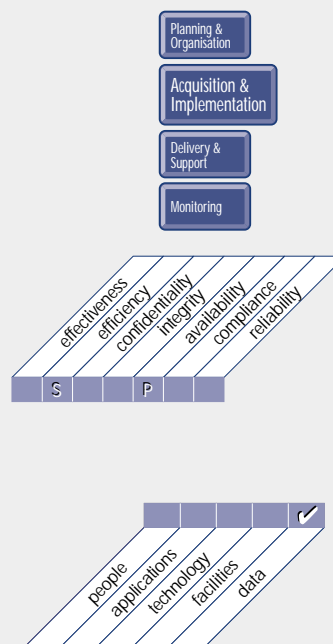 Planning &
Organisation
Acquisition &
Implementation
Delivery &
Support
Monitoring
effectiveness
efficiency
confidentiality
integrity
availability
compliance
reliability
S P
✓
people
applications
technology
facilities
data